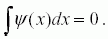 ∫ψ(x)dx = 0 .